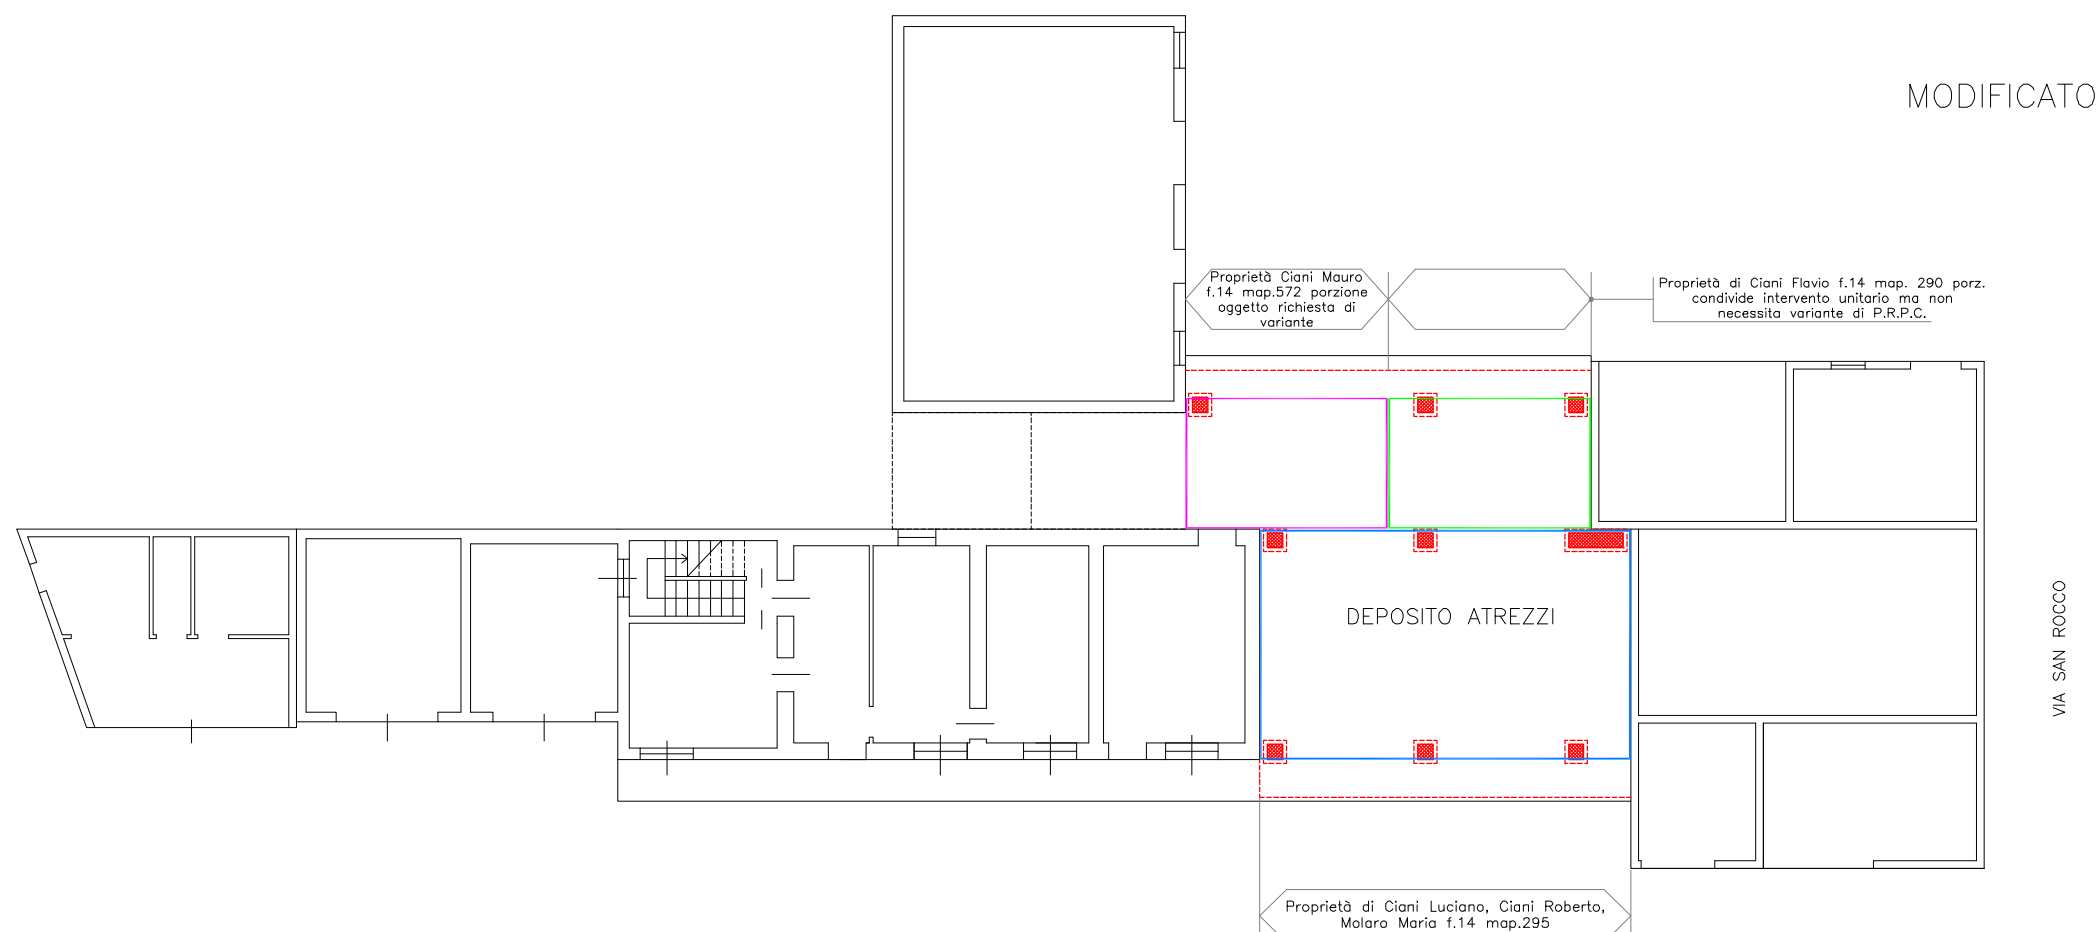 MODIFICATO
Proprietà Ciani Mauro
f.14 map.572 porzione
oggetto richiesta di
variante
Proprietà di Ciani Flavio f.14 map. 290 porz.
condivide intervento unitario ma non
necessita variante di P.R.P.C.
DEPOSITO ATREZZI
VIA SAN ROCCO
Proprietà di Ciani Luciano, Ciani Roberto,
Molaro Maria f.14 map.295